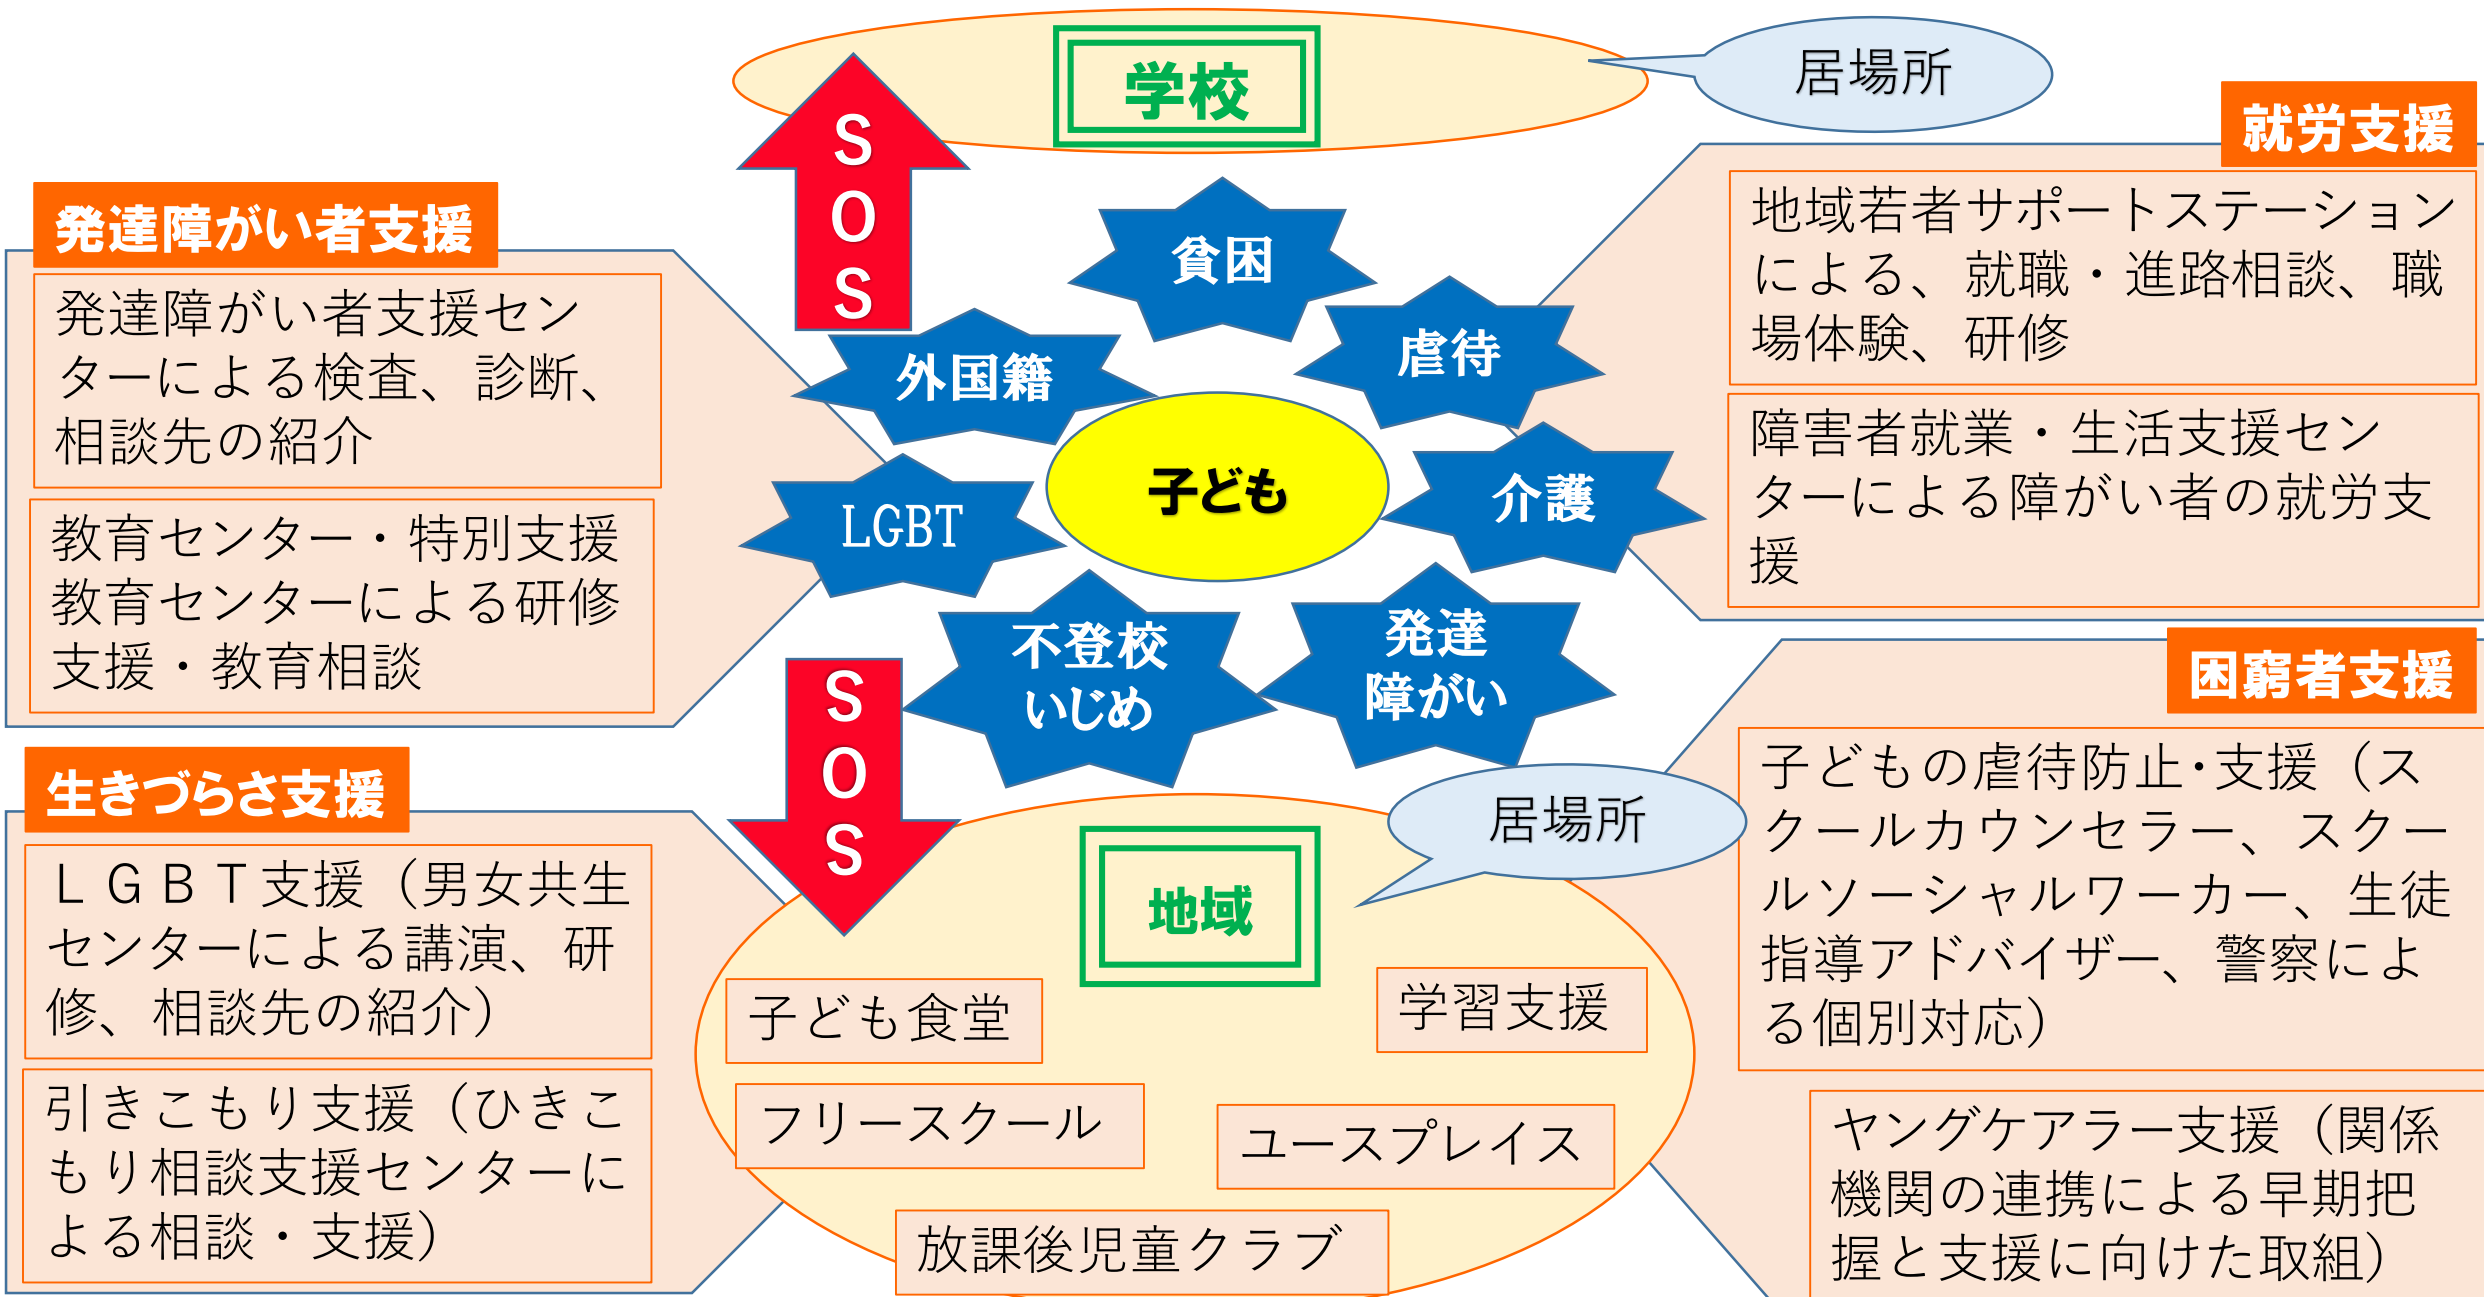 学校
居場所
SOS
就労支援
地域若者サポートステーション
による、就職・進路相談、職
場体験、研修
障害者就業・生活支援セン
ターによる障がい者の就労支
援
発達障がい者支援
発達障がい者支援セン
ターによる検査、診断、
相談先の紹介
教育センター・特別支援
教育センターによる研修
支援・教育相談
貧困
虐待
外国籍
子ども
介護
LGBT
不登校
いじめ
発達
障がい
SOS
困窮者支援
子どもの虐待防止・支援（ス
クールカウンセラー、スクー
ルソーシャルワーカー、生徒
指導アドバイザー、警察によ
る個別対応）
ヤングケアラー支援（関係
機関の連携による早期把
握と支援に向けた取組）
生きづらさ支援
ＬＧＢＴ支援（男女共生
センターによる講演、研
修、相談先の紹介）
引きこもり支援（ひきこ
もり相談支援センターに
よる相談・支援）
居場所
地域
子ども食堂
学習支援
フリースクール
ユースプレイス
放課後児童クラブ